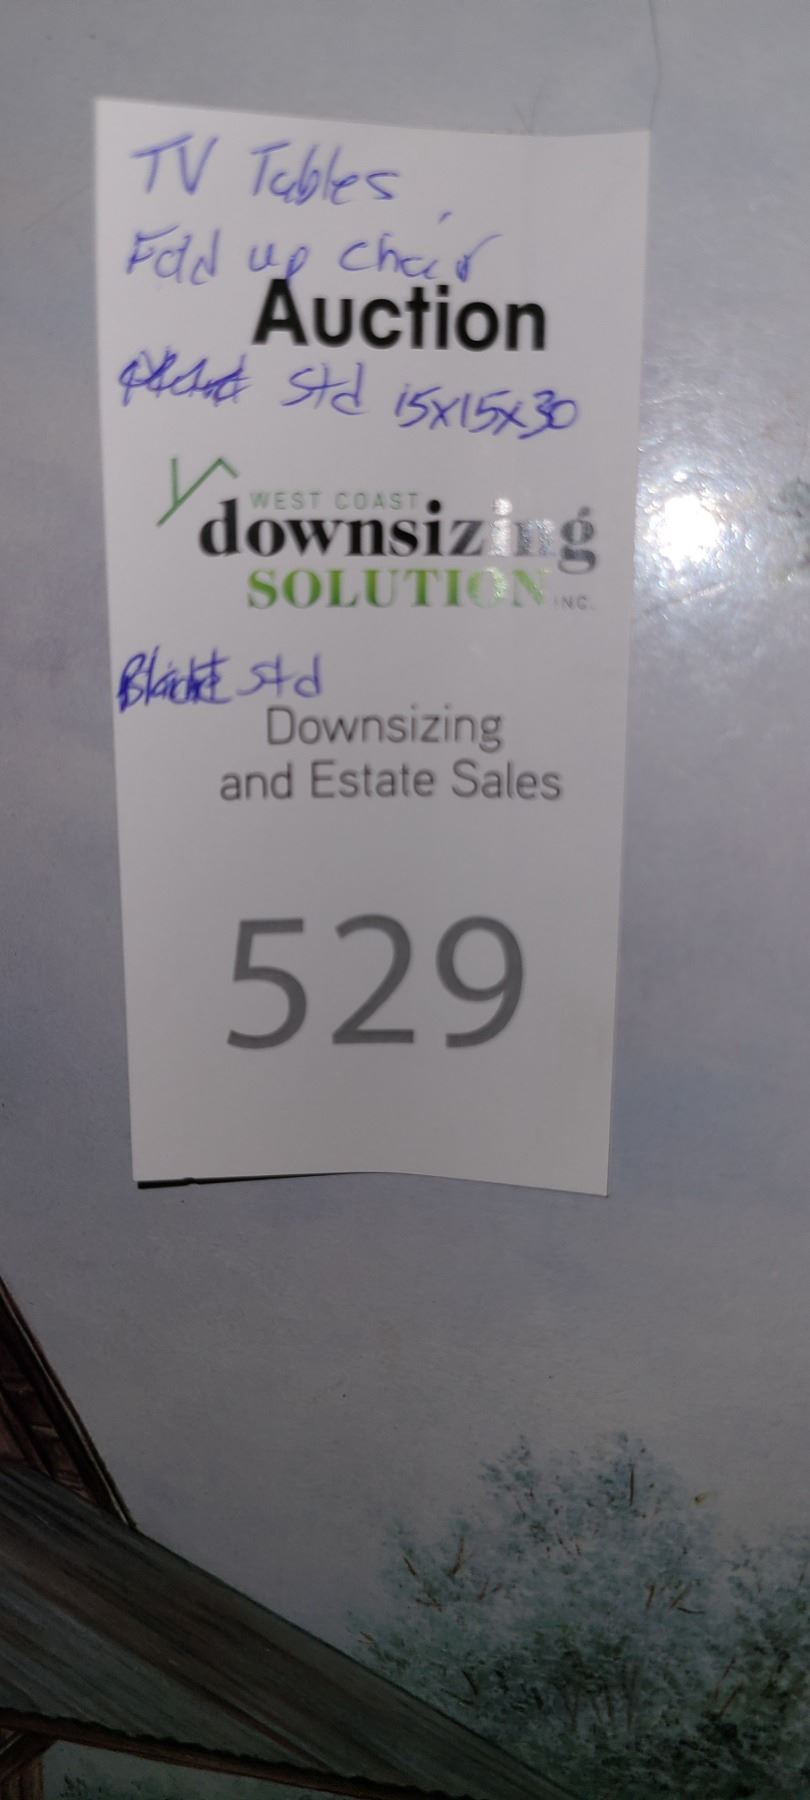 TV Tables,
Fold up chair
Auction
std 15x15x30
WEST COAST
downsizing
SOLUTION INC.
std
Downsizing
and Estate Sales
529